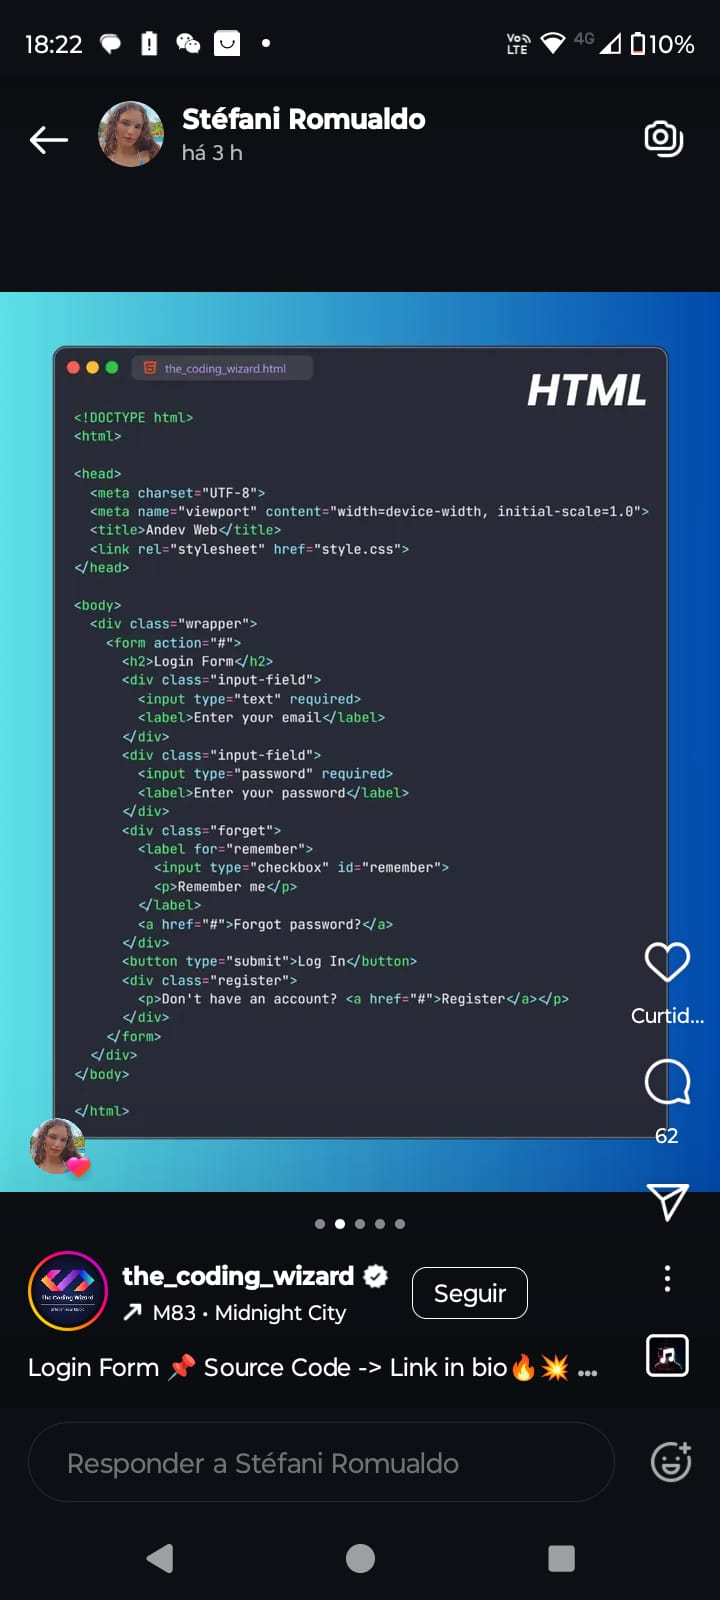 18:22
Vo LTE 4G 10%
Stéfani Romualdo
há 3 h
the_coding_wizard.html
HTML
<!DOCTYPE html>
<html>
<head>
<meta charset="UTF-8">
<meta name="viewport" content="width=device-width, initial-scale=1.0">
<title>Andev Web</title>
<link rel="stylesheet" href="style.css">
</head>
<body>
<div class="wrapper">
<form action="#">
<h2>Login Form</h2>
<div class="input-field">
<input type="text" required>
<label>Enter your email</label>
</div>
<div class="input-field">
<input type="password" required>
<label>Enter your password</label>
</div>
<div class="forget">
<label for="remember">
<input type="checkbox" id="remember">
<p>Remember me</p>
</label>
<a href="#">Forgot password?</a>
</div>
<button type="submit">Log In</button>
<div class="register">
<p>Don't have an account? <a href="#">Register</a></p>
</div>
</form>
</div>
</body>
</html>
Curtid...
62
the_coding_wizard
Seguir
M83 • Midnight City
Login Form 📌 Source Code -> Link in bio🔥💥 ...
Responder a Stéfani Romualdo